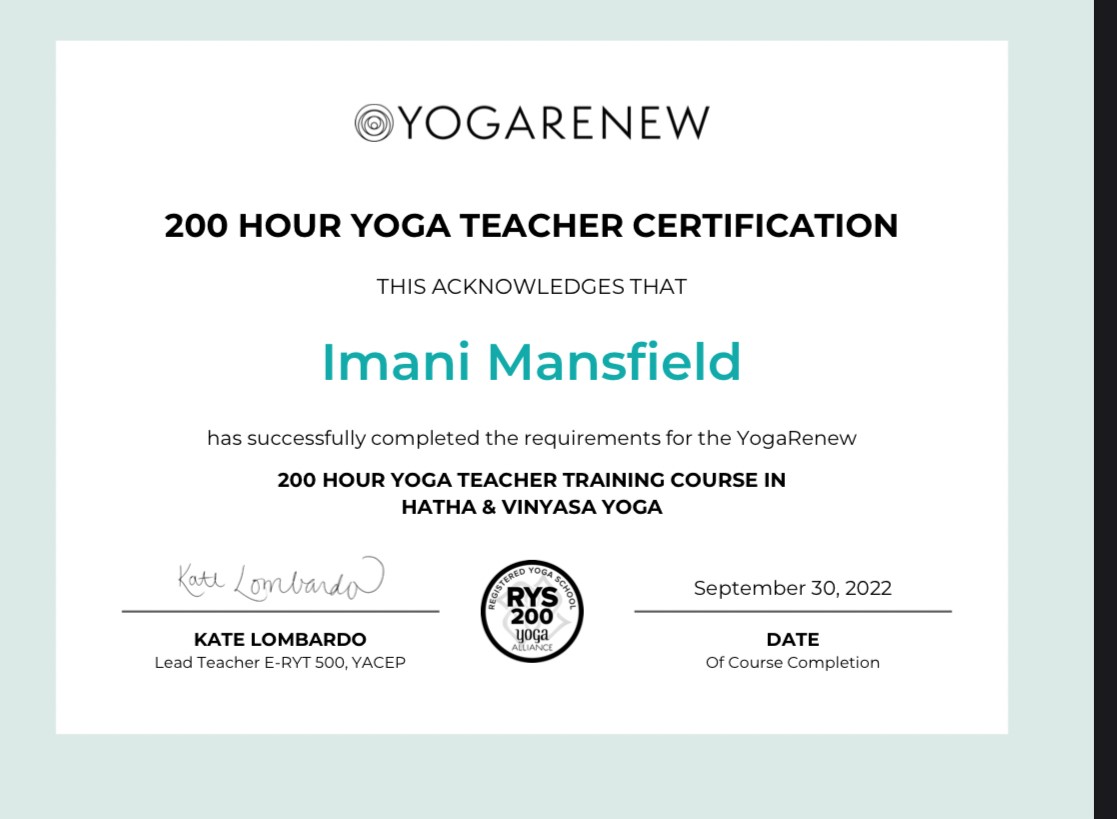 YOGARENEW
200 HOUR YOGA TEACHER CERTIFICATION
THIS ACKNOWLEDGES THAT
Imani Mansfield
has successfully completed the requirements for the YogaRenew
200 HOUR YOGA TEACHER TRAINING COURSE IN
HATHA & VINYASA YOGA
Kate Lombardo
KATE LOMBARDO
Lead Teacher E-RYT 500, YACEP
REGISTERED YOGA SCHOOL
RYS
200
yoga
ALLIANCE
September 30, 2022
DATE
Of Course Completion